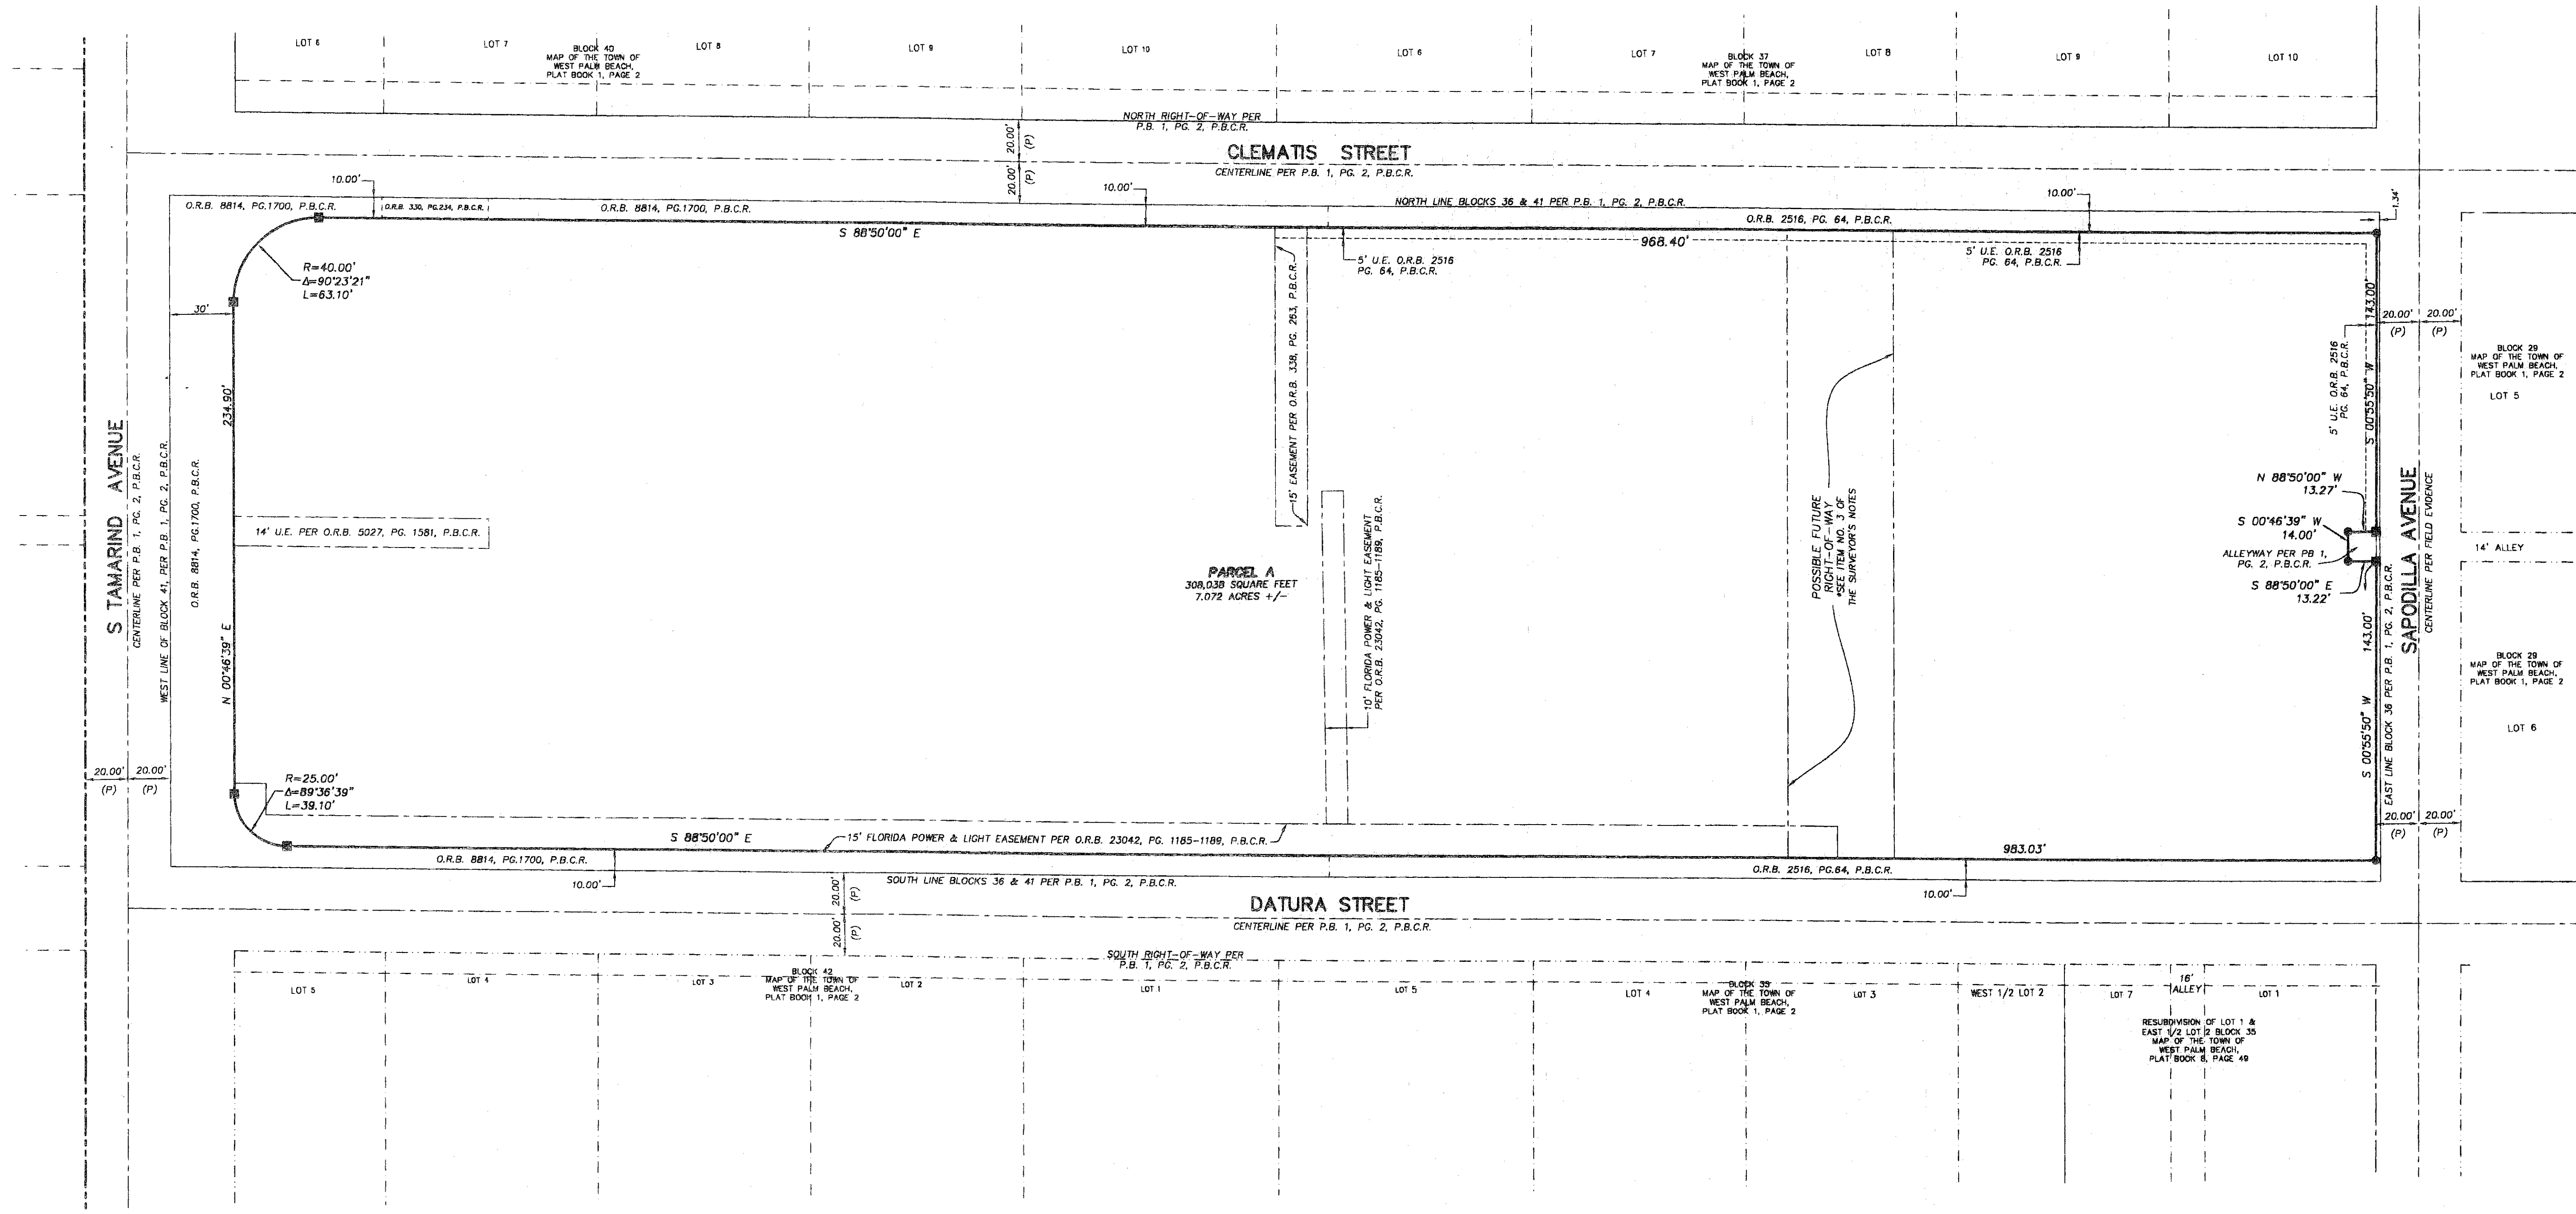 LOT 6
LOT 7
BLOCK 40
MAP OF THE TOWN OF
WEST PALM BEACH,
PLAT BOOK 1, PAGE 2
LOT 8
LOT 9
LOT 10
LOT 6
LOT 7
BLOCK 37
MAP OF THE TOWN OF
WEST PALM BEACH,
PLAT BOOK 1, PAGE 2
LOT 8
LOT 9
LOT 10
NORTH RIGHT-OF-WAY PER
P.B. 1, PG. 2, P.B.C.R.
20.00'
(P)
20.00'
(P)
CLEMATIS STREET
CENTERLINE PER P.B. 1, PG. 2, P.B.C.R.
10.00'
10.00'
10.00'
1.34'
O.R.B. 8814, PG.1700, P.B.C.R.
O.R.B. 330, PG.234, P.B.C.R.
O.R.B. 8814, PG.1700, P.B.C.R.
NORTH LINE BLOCKS 36 & 41 PER P.B. 1, PG. 2, P.B.C.R.
O.R.B. 2516, PG. 64, P.B.C.R.
S 88°50'00" E
968.40'
5' U.E. O.R.B. 2516
PG. 64, P.B.C.R.
5' U.E. O.R.B. 2516
PG. 64, P.B.C.R.
R=40.00'
Δ=90°23'21"
L=63.10'
30'
234.90'
N 00°46'39" E
S TAMARIND AVENUE
CENTERLINE PER P.B. 1, PG. 2, P.B.C.R.
WEST LINE OF BLOCK 41, PER P.B. 1, PG. 2, P.B.C.R.
O.R.B. 8814, PG.1700, P.B.C.R.
14' U.E. PER O.R.B. 5027, PG. 1581, P.B.C.R.
15' EASEMENT PER O.R.B. 338, PG. 263, P.B.C.R.
PARCEL A
308,038 SQUARE FEET
7.072 ACRES +/-
10' FLORIDA POWER & LIGHT EASEMENT
PER O.R.B. 23042, PG. 1185-1189, P.B.C.R.
POSSIBLE FUTURE
RIGHT-OF-WAY
*SEE ITEM NO. 3 OF
THE SURVEYOR'S NOTES
5' U.E. O.R.B. 2516
PG. 64, P.B.C.R.
143.00'
S 00°55'50" W
20.00'
(P)
20.00'
(P)
BLOCK 29
MAP OF THE TOWN OF
WEST PALM BEACH,
PLAT BOOK 1, PAGE 2
LOT 5
N 88°50'00" W
13.27'
S 00°46'39" W
14.00'
ALLEYWAY PER PB 1,
PG. 2, P.B.C.R.
S 88°50'00" E
13.22'
14' ALLEY
SAPODILLA AVENUE
CENTERLINE PER FIELD EVIDENCE
EAST LINE BLOCK 36 PER P.B. 1, PG. 2, P.B.C.R.
143.00'
S 00°55'50" W
BLOCK 29
MAP OF THE TOWN OF
WEST PALM BEACH,
PLAT BOOK 1, PAGE 2
LOT 6
20.00'
(P)
20.00'
(P)
R=25.00'
Δ=89°36'39"
L=39.10'
20.00'
(P)
20.00'
(P)
S 88°50'00" E
15' FLORIDA POWER & LIGHT EASEMENT PER O.R.B. 23042, PG. 1185-1189, P.B.C.R.
983.03'
O.R.B. 8814, PG.1700, P.B.C.R.
O.R.B. 2516, PG.64, P.B.C.R.
10.00'
SOUTH LINE BLOCKS 36 & 41 PER P.B. 1, PG. 2, P.B.C.R.
10.00'
20.00'
(P)
20.00'
(P)
DATURA STREET
CENTERLINE PER P.B. 1, PG. 2, P.B.C.R.
SOUTH RIGHT-OF-WAY PER
P.B. 1, PG. 2, P.B.C.R.
LOT 5
LOT 4
LOT 3
BLOCK 42
MAP OF THE TOWN OF
WEST PALM BEACH,
PLAT BOOK 1, PAGE 2
LOT 2
LOT 1
LOT 5
LOT 4
BLOCK 35
MAP OF THE TOWN OF
WEST PALM BEACH,
PLAT BOOK 1, PAGE 2
LOT 3
WEST 1/2 LOT 2
LOT 7
16'
ALLEY
LOT 1
RESUBDIVISION OF LOT 1 &
EAST 1/2 LOT 2 BLOCK 35
MAP OF THE TOWN OF
WEST PALM BEACH,
PLAT BOOK 8, PAGE 49